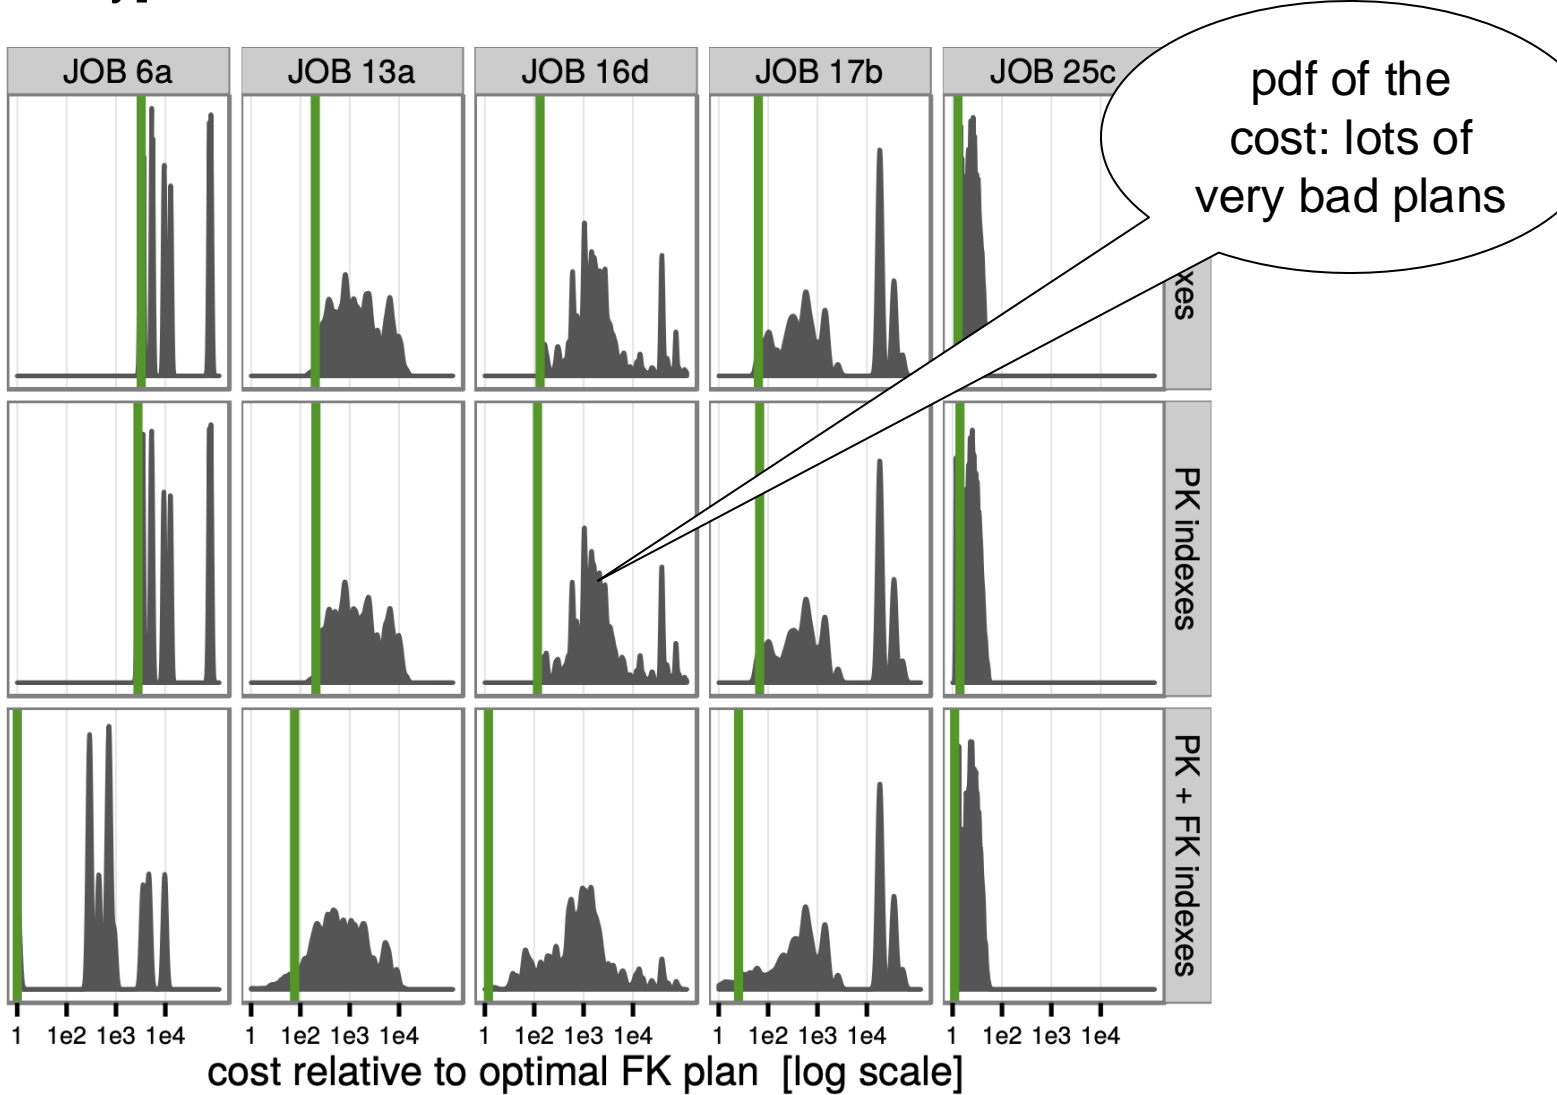 JOB 6a JOB 13a JOB 16d JOB 17b JOB 25c
pdf of the
cost: lots of
very bad plans
PK indexes
PK + FK indexes
1 1e2 1e3 1e4 1 1e2 1e3 1e4 1 1e2 1e3 1e4 1 1e2 1e3 1e4 1 1e2 1e3 1e4
cost relative to optimal FK plan [log scale]